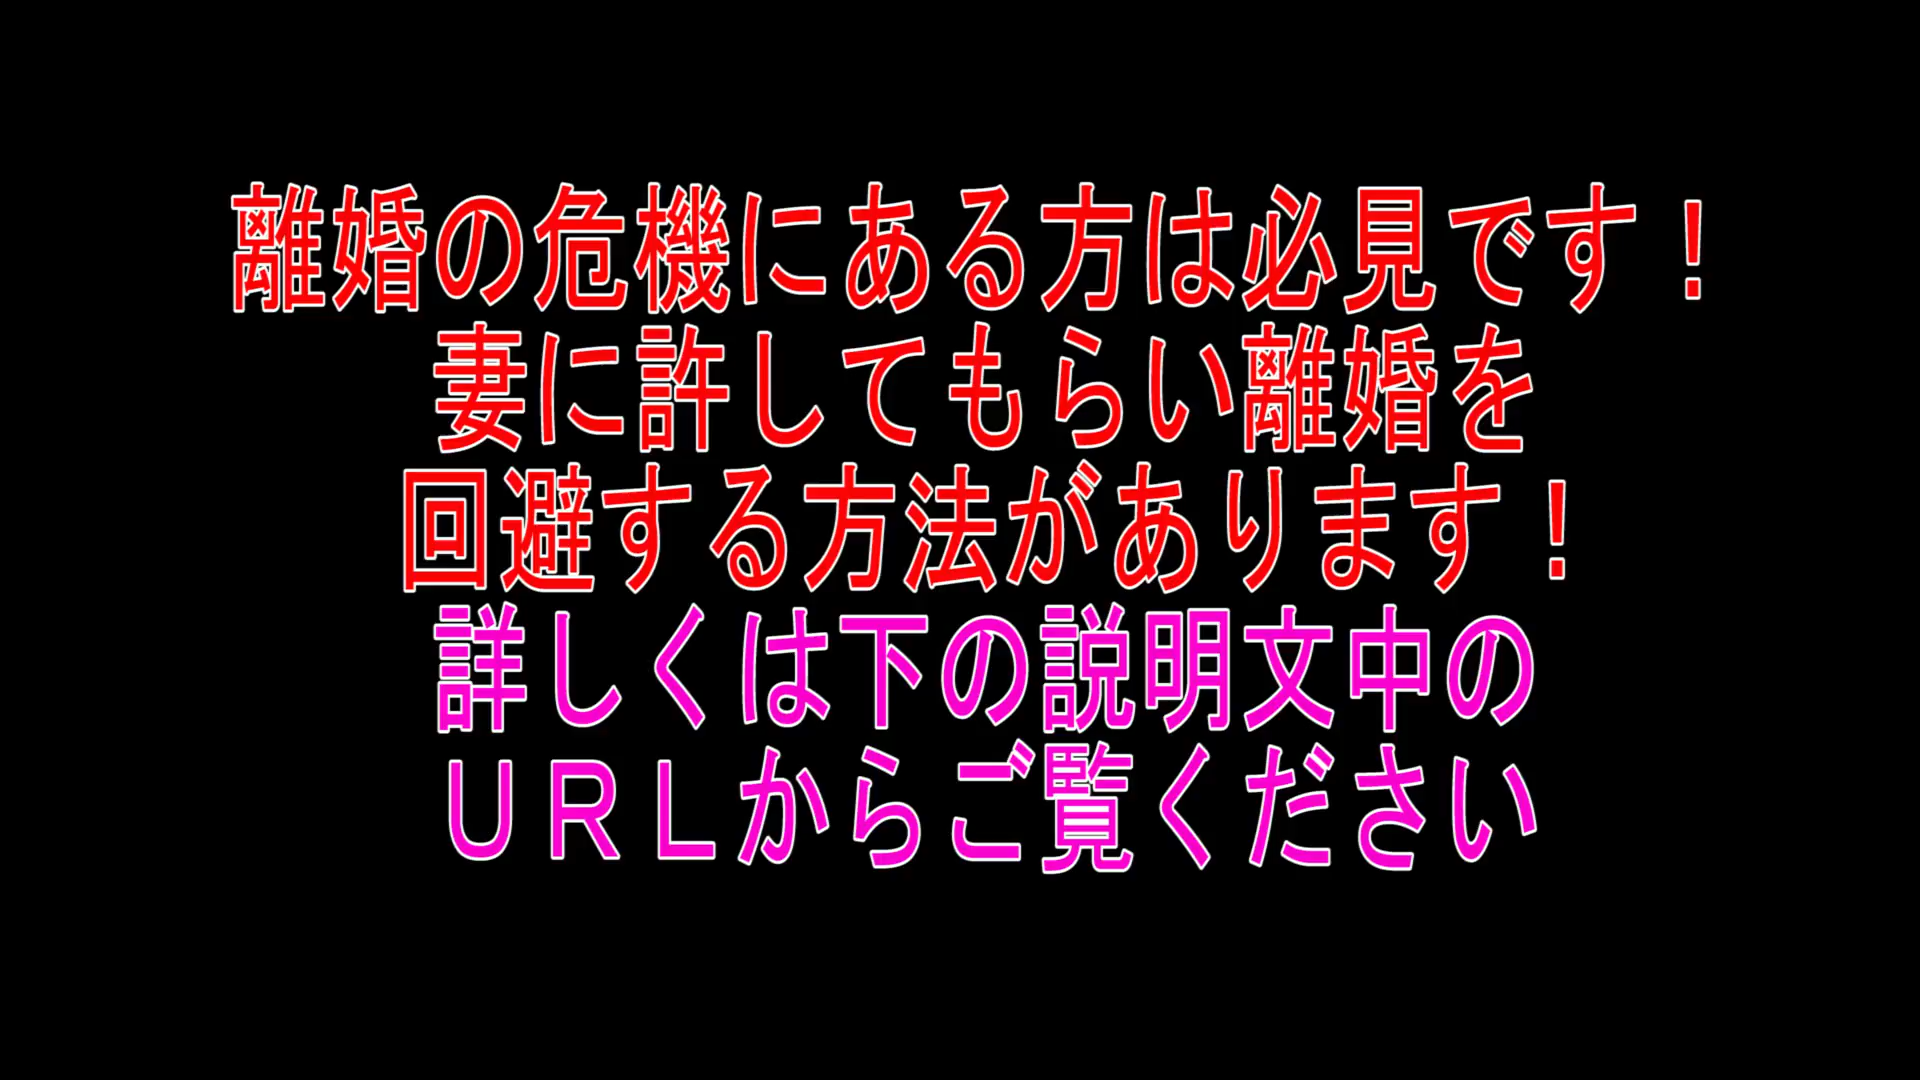 離婚の危機にある方は必見です！
妻に許してもらい離婚を
回避する方法があります！
詳しくは下の説明文中の
ＵＲＬからご覧ください